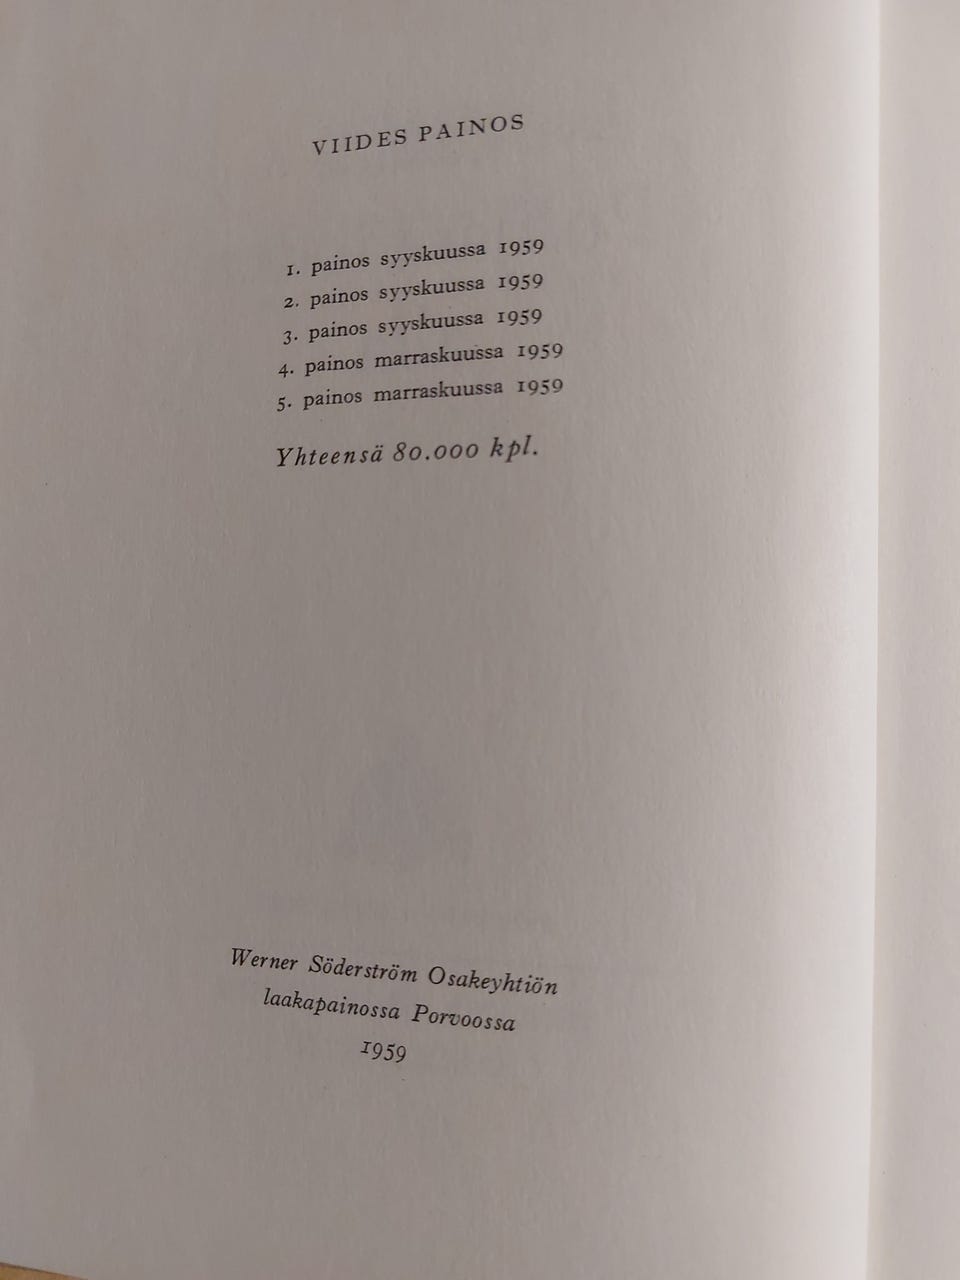 VIIDES PAINOS
1. painos syyskuussa 1959
2. painos syyskuussa 1959
3. painos syyskuussa 1959
4. painos marraskuussa 1959
5. painos marraskuussa 1959
Yhteensä 80.000 kpl.
Werner Söderström Osakeyhtiön
laakapainossa Porvoossa
1959